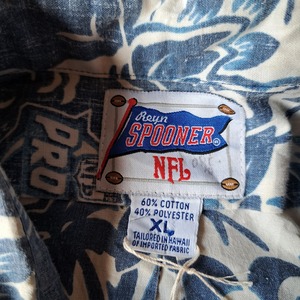 Reyn
SPOONER®
NFL
60% COTTON
40% POLYESTER
XL
TAILORED IN HAWAII
OF IMPORTED FABRIC
PRO